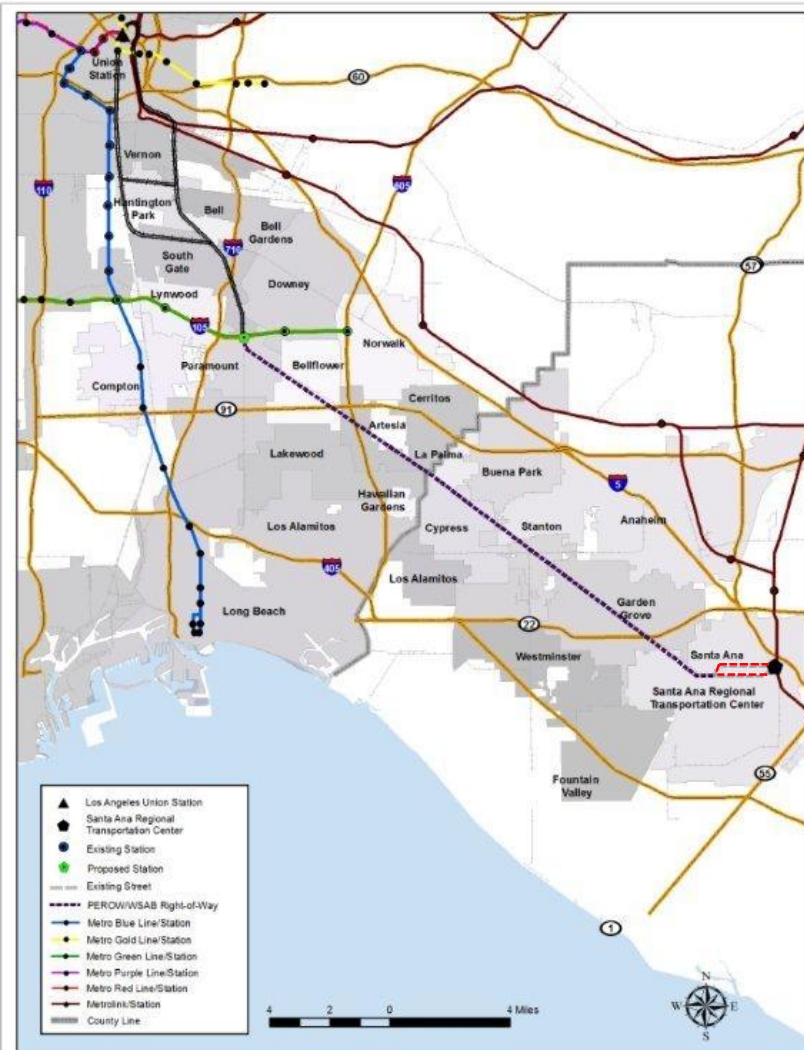 Union
Station
60
Vernon
110
605
Huntington
Park
Bell
Bell
Gardens
710
South
Gate
57
Downey
Lynwood
105
Norwalk
Paramount
Bellflower
Compton
Cerritos
91
Artesia
Lakewood
La Palma
Buena Park
5
Hawaiian
Gardens
Anaheim
Los Alamitos
Cypress
Stanton
405
Los Alamitos
Garden
Grove
Long Beach
22
Westminster
Santa Ana
Santa Ana Regional
Transportation Center
55
Fountain
Valley
Los Angeles Union Station
Santa Ana Regional
Transportation Center
Existing Station
Proposed Station
Existing Street
PEROW/WSAB Right-of-Way
Metro Blue Line/Station
Metro Gold Line/Station
Metro Green Line/Station
Metro Purple Line/Station
Metro Red Line/Station
Metrolink/Station
County Line
1
4 2 0 4 Miles
N
W E
S